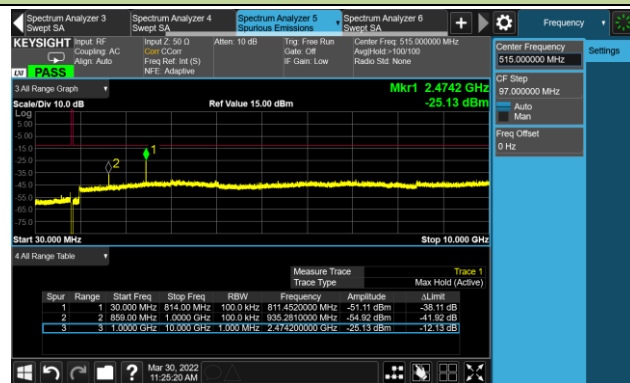 Spectrum Analyzer 3
Swept SA
Spectrum Analyzer 4
Swept SA
Spectrum Analyzer 5
Spurious Emissions
Spectrum Analyzer 6
Swept SA
+
Frequency
KEYSIGHT
Input: RF
Coupling: AC
Align: Auto
Input Z: 50 Ω
Corr CCorr
Freq Ref: Int (S)
NFE: Adaptive
Atten: 10 dB
Trig: Free Run
Gate: Off
IF Gain: Low
Center Freq: 515.000000 MHz
Avg|Hold:>100/100
Radio Std: None
LXI PASS
Center Frequency
515.000000 MHz
Settings
CF Step
97.000000 MHz
Auto
Man
Freq Offset
0 Hz
3 All Range Graph
Mkr1 2.4742 GHz
Scale/Div 10.0 dB
Ref Value 15.00 dBm
-25.13 dBm
Log
5.00
-5.00
-15.0
-25.0
-35.0
-45.0
-55.0
-65.0
-75.0
2
1
Start 30.000 MHz
Stop 10.000 GHz
4 All Range Table
Measure Trace Trace 1
Trace Type Max Hold (Active)
Spur Range Start Freq Stop Freq RBW Frequency Amplitude ΔLimit
1 1 30.000 MHz 814.00 MHz 100.0 kHz 811.4520000 MHz -51.11 dBm -38.11 dB
2 2 859.00 MHz 1.0000 GHz 100.0 kHz 935.2810000 MHz -54.92 dBm -41.92 dB
3 3 1.0000 GHz 10.000 GHz 1.000 MHz 2.474200000 GHz -25.13 dBm -12.13 dB
?
Mar 30, 2022
11:25:20 AM